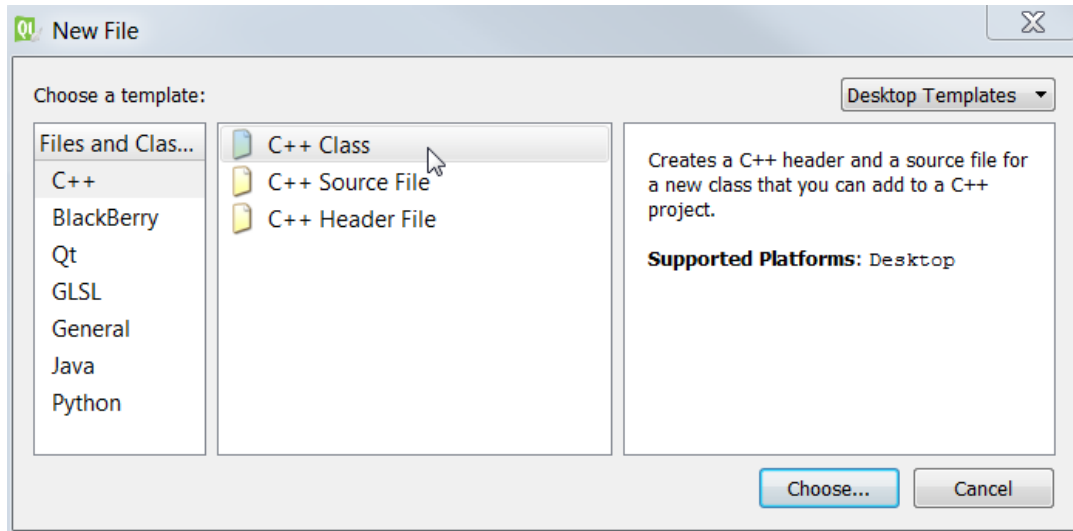 New File
Choose a template:
Desktop Templates
Files and Clas...
C++
BlackBerry
Qt
GLSL
General
Java
Python
C++ Class
C++ Source File
C++ Header File
Creates a C++ header and a source file for
a new class that you can add to a C++
project.
Supported Platforms: Desktop
Choose...
Cancel